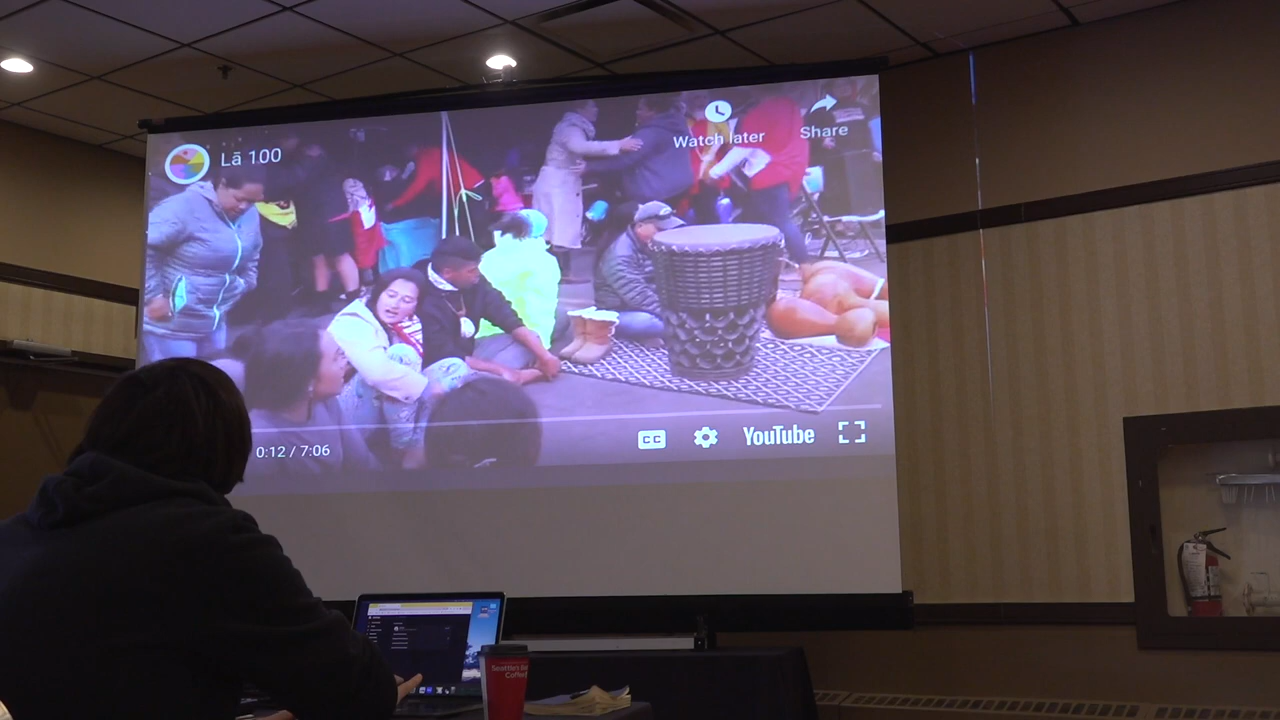 Lā 100
Watch later
Share
0:12 / 7:06
CC
YouTube
Seattle's Best
Coffee